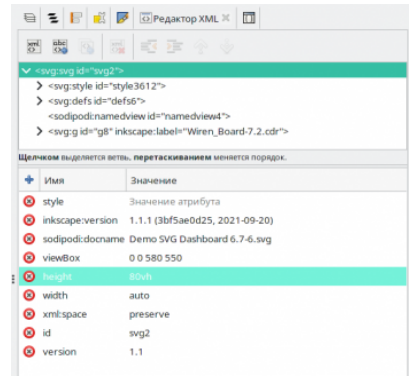 Редактор XML
xml
abc
<svg:svg id="svg2">
<svg:style id="style3612">
<svg:defs id="defs6">
<sodipodi:namedview id="namedview4">
<svg:g id="g8" inkscape:label="Wiren_Board-7.2.cdr">
Щелчком выделяется ветвь, перетаскиванием меняется порядок.
Имя Значение
style Значение атрибута
inkscape:version 1.1.1 (3bf5ae0d25, 2021-09-20)
sodipodi:docname Demo SVG Dashboard 6.7-6.svg
viewBox 0 0 580 550
height 80vh
width auto
xml:space preserve
id svg2
version 1.1